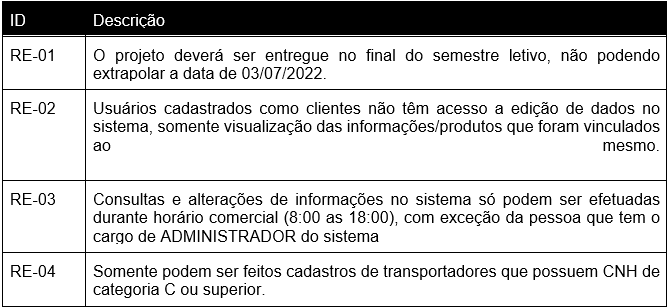 ID Descrição
RE-01 O projeto deverá ser entregue no final do semestre letivo, não podendo
extrapolar a data de 03/07/2022.
RE-02 Usuários cadastrados como clientes não têm acesso a edição de dados no
sistema, somente visualização das informações/produtos que foram vinculados
ao mesmo.
RE-03 Consultas e alterações de informações no sistema só podem ser efetuadas
durante horário comercial (8:00 as 18:00), com exceção da pessoa que tem o
cargo de ADMINISTRADOR do sistema
RE-04 Somente podem ser feitos cadastros de transportadores que possuem CNH de
categoria C ou superior.